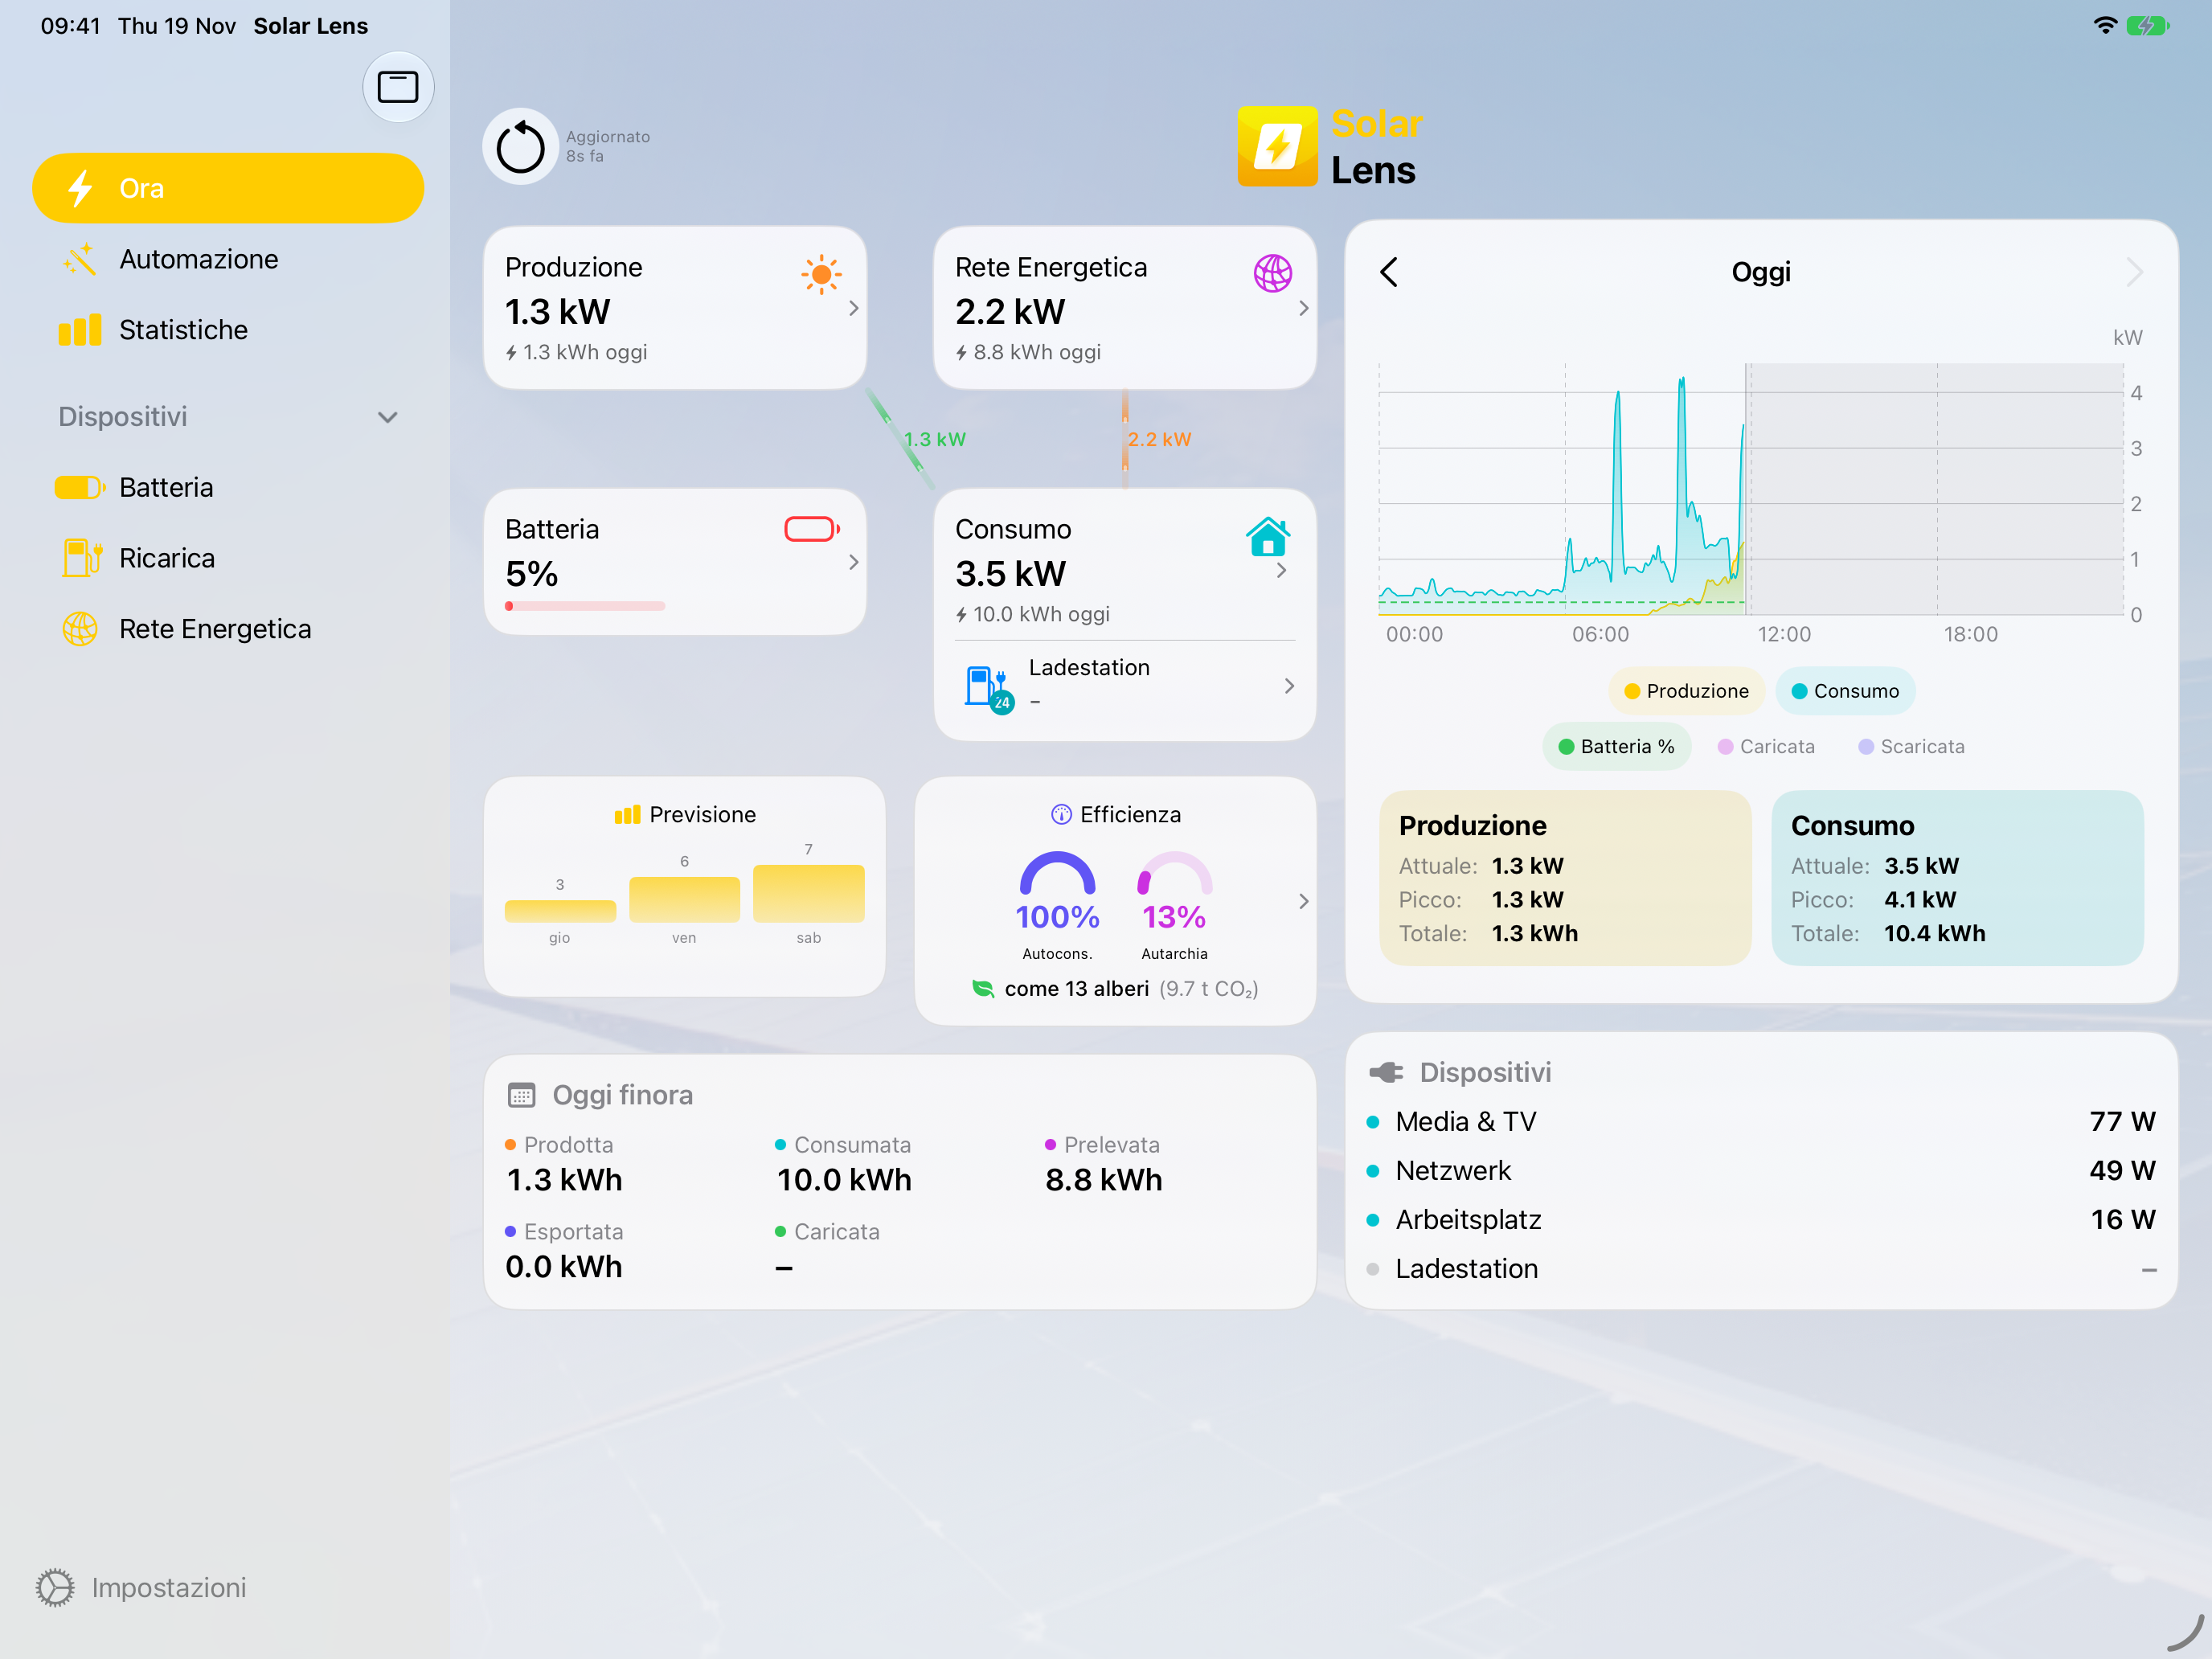 09:41 Thu 19 Nov Solar Lens
Ora
Automazione
Statistiche
Dispositivi
Batteria
Ricarica
Rete Energetica
Impostazioni
Aggiornato
8s fa
Solar
Lens
Produzione
1.3 kW
1.3 kWh oggi
Rete Energetica
2.2 kW
8.8 kWh oggi
1.3 kW
2.2 kW
Batteria
5%
Consumo
3.5 kW
10.0 kWh oggi
Ladestation
24
–
Previsione
3
6
7
gio
ven
sab
Efficienza
100%
13%
Autocons.
Autarchia
come 13 alberi (9.7 t CO₂)
Oggi finora
Prodotta
1.3 kWh
Consumata
10.0 kWh
Prelevata
8.8 kWh
Esportata
0.0 kWh
Caricata
–
Oggi
kW
4
3
2
1
0
00:00
06:00
12:00
18:00
Produzione
Consumo
Batteria %
Caricata
Scaricata
Produzione
Attuale: 1.3 kW
Picco: 1.3 kW
Totale: 1.3 kWh
Consumo
Attuale: 3.5 kW
Picco: 4.1 kW
Totale: 10.4 kWh
Dispositivi
Media & TV 77 W
Netzwerk 49 W
Arbeitsplatz 16 W
Ladestation –